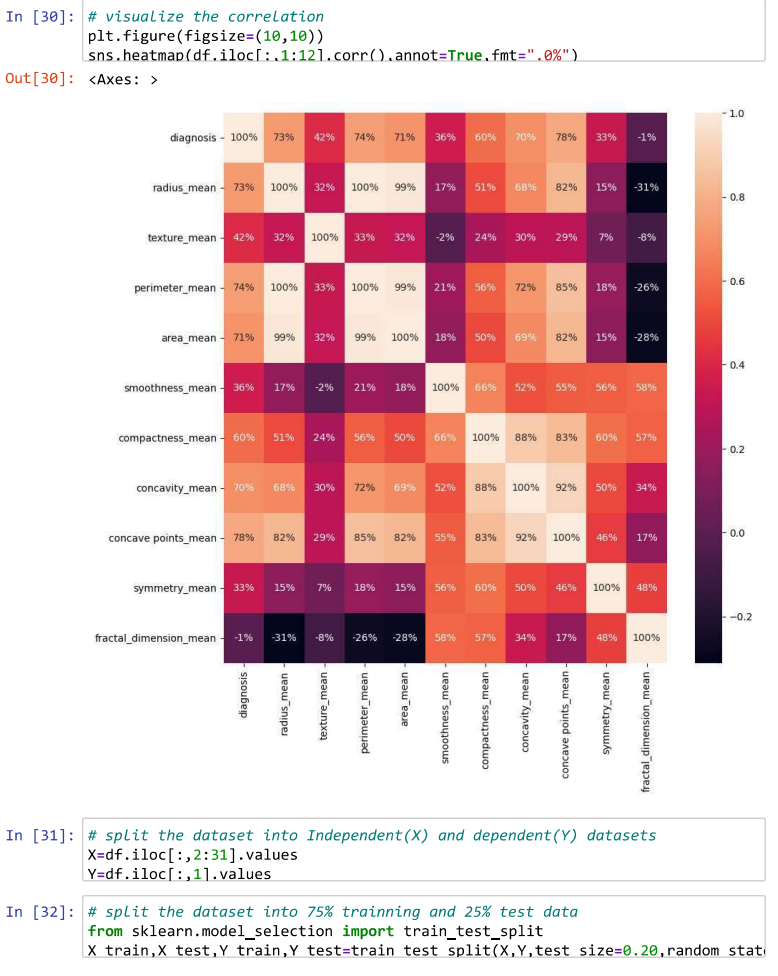 In [30]: # visualize the correlation
plt.figure(figsize=(10,10))
sns.heatmap(df.iloc[:,1:12].corr(),annot=True,fmt=".0%")
Out[30]: <Axes: >
diagnosis 100% 73% 42% 74% 71% 36% 60% 70% 78% 33% -1%
radius_mean 73% 100% 32% 100% 99% 17% 51% 68% 82% 15% -31%
texture_mean 42% 32% 100% 33% 32% -2% 24% 30% 29% 7% -8%
perimeter_mean 74% 100% 33% 100% 99% 21% 56% 72% 85% 18% -26%
area_mean 71% 99% 32% 99% 100% 18% 50% 69% 82% 15% -28%
smoothness_mean 36% 17% -2% 21% 18% 100% 66% 52% 55% 56% 58%
compactness_mean 60% 51% 24% 56% 50% 66% 100% 88% 83% 60% 57%
concavity_mean 70% 68% 30% 72% 69% 52% 88% 100% 92% 50% 34%
concave points_mean 78% 82% 29% 85% 82% 55% 83% 92% 100% 46% 17%
symmetry_mean 33% 15% 7% 18% 15% 56% 60% 50% 46% 100% 48%
fractal_dimension_mean -1% -31% -8% -26% -28% 58% 57% 34% 17% 48% 100%
diagnosis
radius_mean
texture_mean
perimeter_mean
area_mean
smoothness_mean
compactness_mean
concavity_mean
concave points_mean
symmetry_mean
fractal_dimension_mean
1.0
0.8
0.6
0.4
0.2
0.0
−0.2
In [31]: # split the dataset into Independent(X) and dependent(Y) datasets
X=df.iloc[:,2:31].values
Y=df.iloc[:,1].values
In [32]: # split the dataset into 75% trainning and 25% test data
from sklearn.model_selection import train_test_split
X_train,X_test,Y_train,Y_test=train_test_split(X,Y,test_size=0.20,random_stat